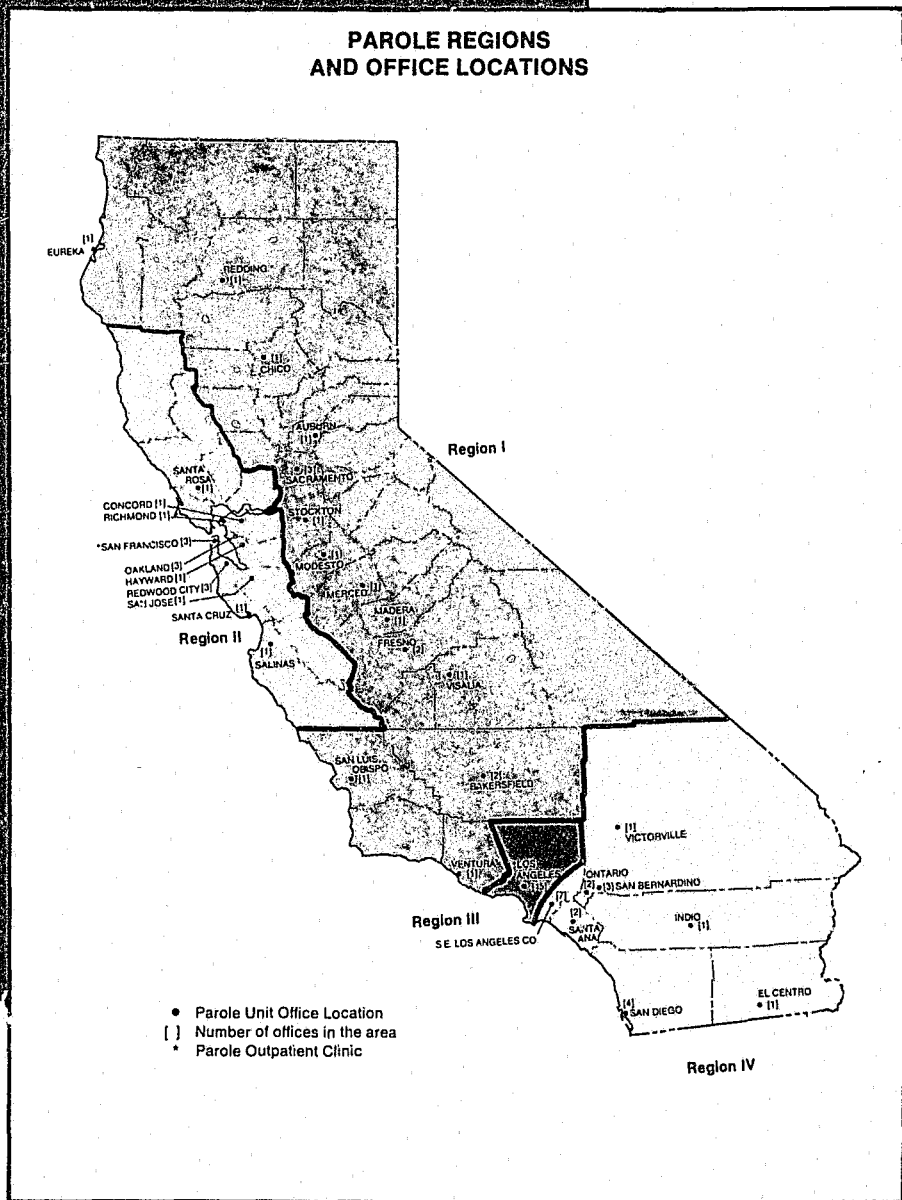 PAROLE REGIONS
AND OFFICE LOCATIONS
[1]
EUREKA
REDDING
[1]
[1]
CHICO
AUBURN
[1]
Region I
[3]
SACRAMENTO
SANTA
ROSA
[1]
CONCORD [1]
RICHMOND [1]
STOCKTON
[1]
*SAN FRANCISCO [3]
OAKLAND [3]
HAYWARD [1]
REDWOOD CITY [3]
SAN JOSE [1]
[1]
MODESTO
MERCED [1]
MADERA
[1]
SANTA CRUZ [1]
Region II
[1]
SALINAS
FRESNO
[2]
[1]
VISALIA
SAN LUIS
OBISPO
[1]
[2]
BAKERSFIELD
[1]
VICTORVILLE
VENTURA
[1]
LOS
ANGELES
ONTARIO
[2]
[3] SAN BERNARDINO
[7]
Region III
S.E. LOS ANGELES CO
[2]
SANTA
ANA
INDIO
[1]
[4]
SAN DIEGO
EL CENTRO
[1]
Region IV
● Parole Unit Office Location
[ ] Number of offices in the area
* Parole Outpatient Clinic